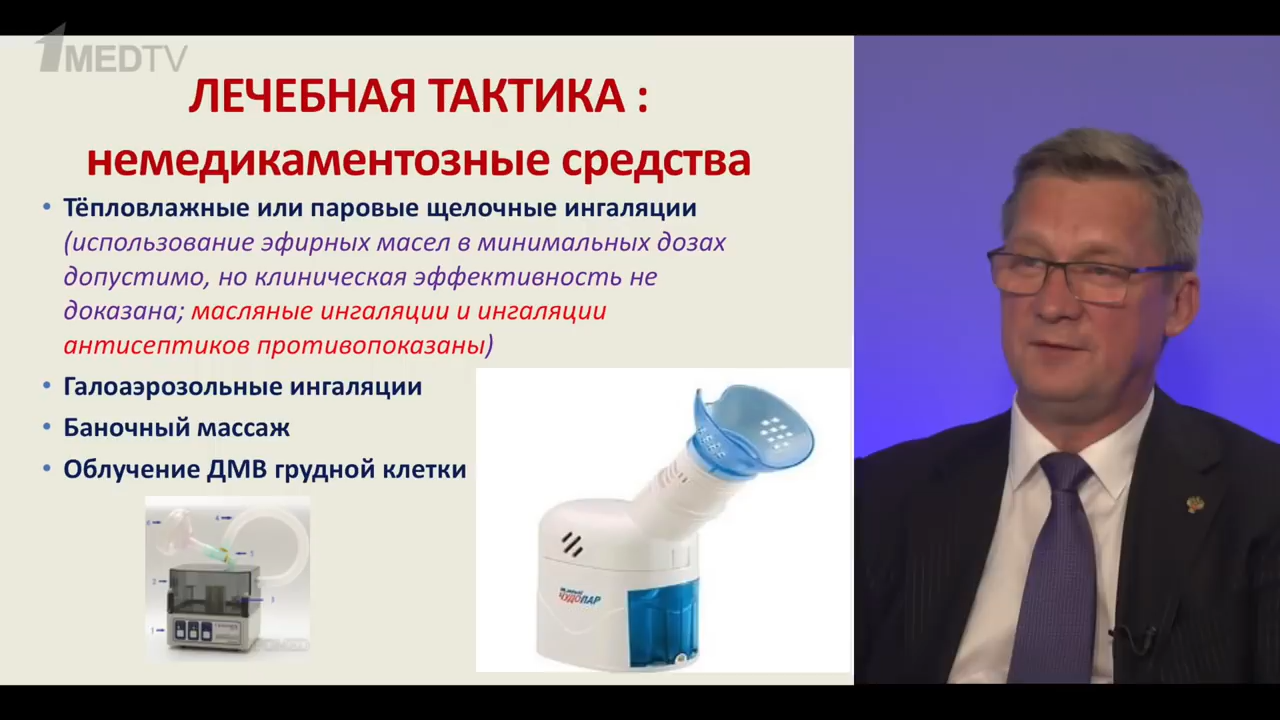 1MEDTV
ЛЕЧЕБНАЯ ТАКТИКА :
немедикаментозные средства
• Тёпловлажные или паровые щелочные ингаляции
(использование эфирных масел в минимальных дозах
допустимо, но клиническая эффективность не
доказана; масляные ингаляции и ингаляции
антисептиков противопоказаны)
• Галоаэрозольные ингаляции
• Баночный массаж
• Облучение ДМВ грудной клетки
ЧУДОПАР